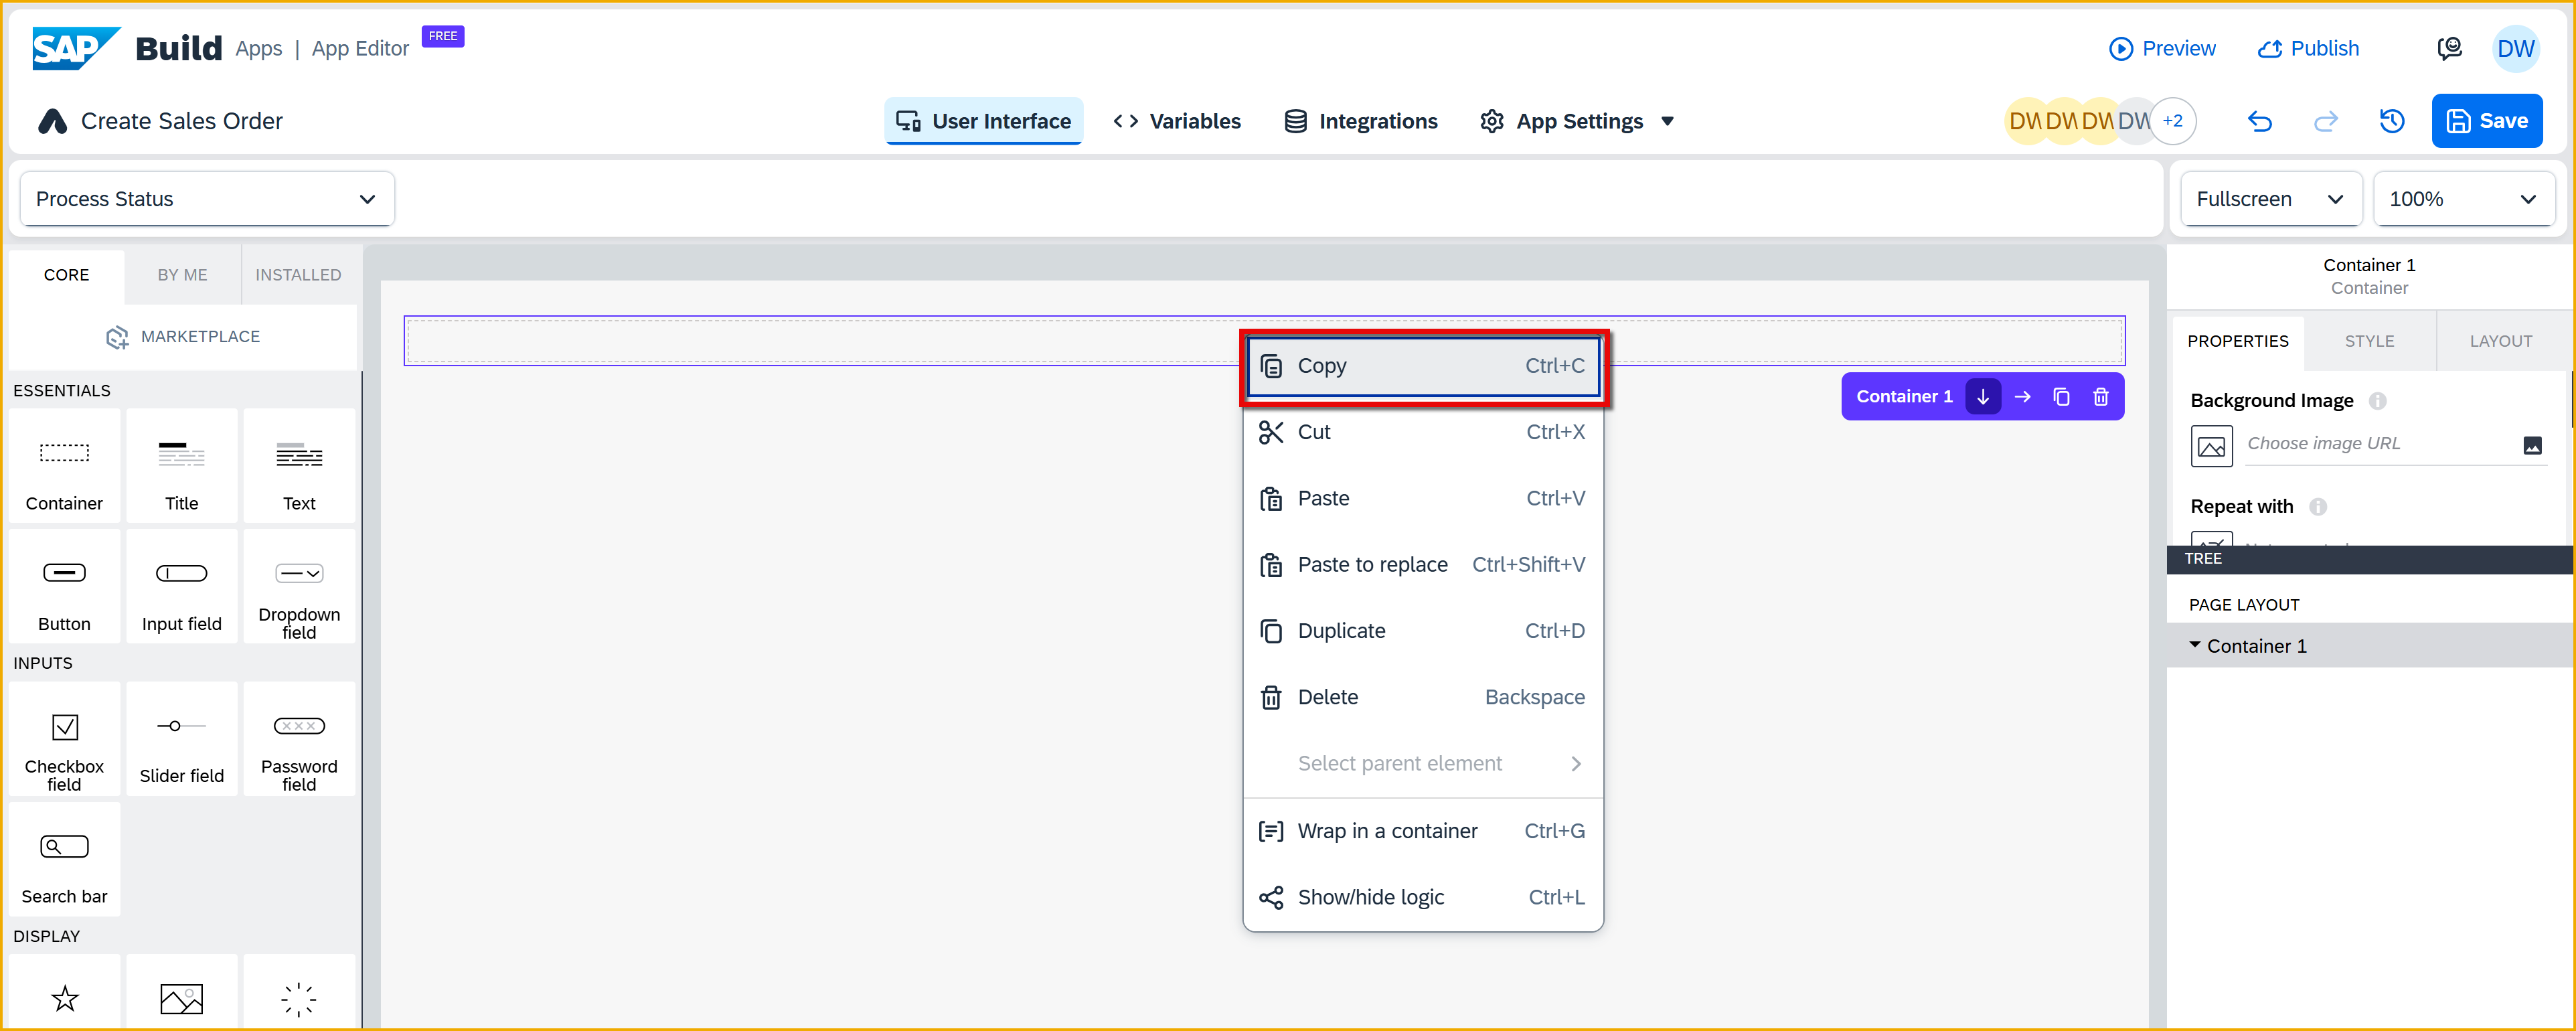 SAP Build Apps | App Editor FREE
Preview Publish DW
Create Sales Order
User Interface Variables Integrations App Settings
DW DW DW DW +2
Save
Process Status
Fullscreen 100%
CORE BY ME INSTALLED
MARKETPLACE
ESSENTIALS
Container Title Text
Button Input field Dropdown field
INPUTS
Checkbox field Slider field Password field
Search bar
DISPLAY
Copy Ctrl+C
Cut Ctrl+X
Paste Ctrl+V
Paste to replace Ctrl+Shift+V
Duplicate Ctrl+D
Delete Backspace
Select parent element
Wrap in a container Ctrl+G
Show/hide logic Ctrl+L
Container 1
Container 1
Container
PROPERTIES STYLE LAYOUT
Background Image
Choose image URL
Repeat with
TREE
PAGE LAYOUT
Container 1